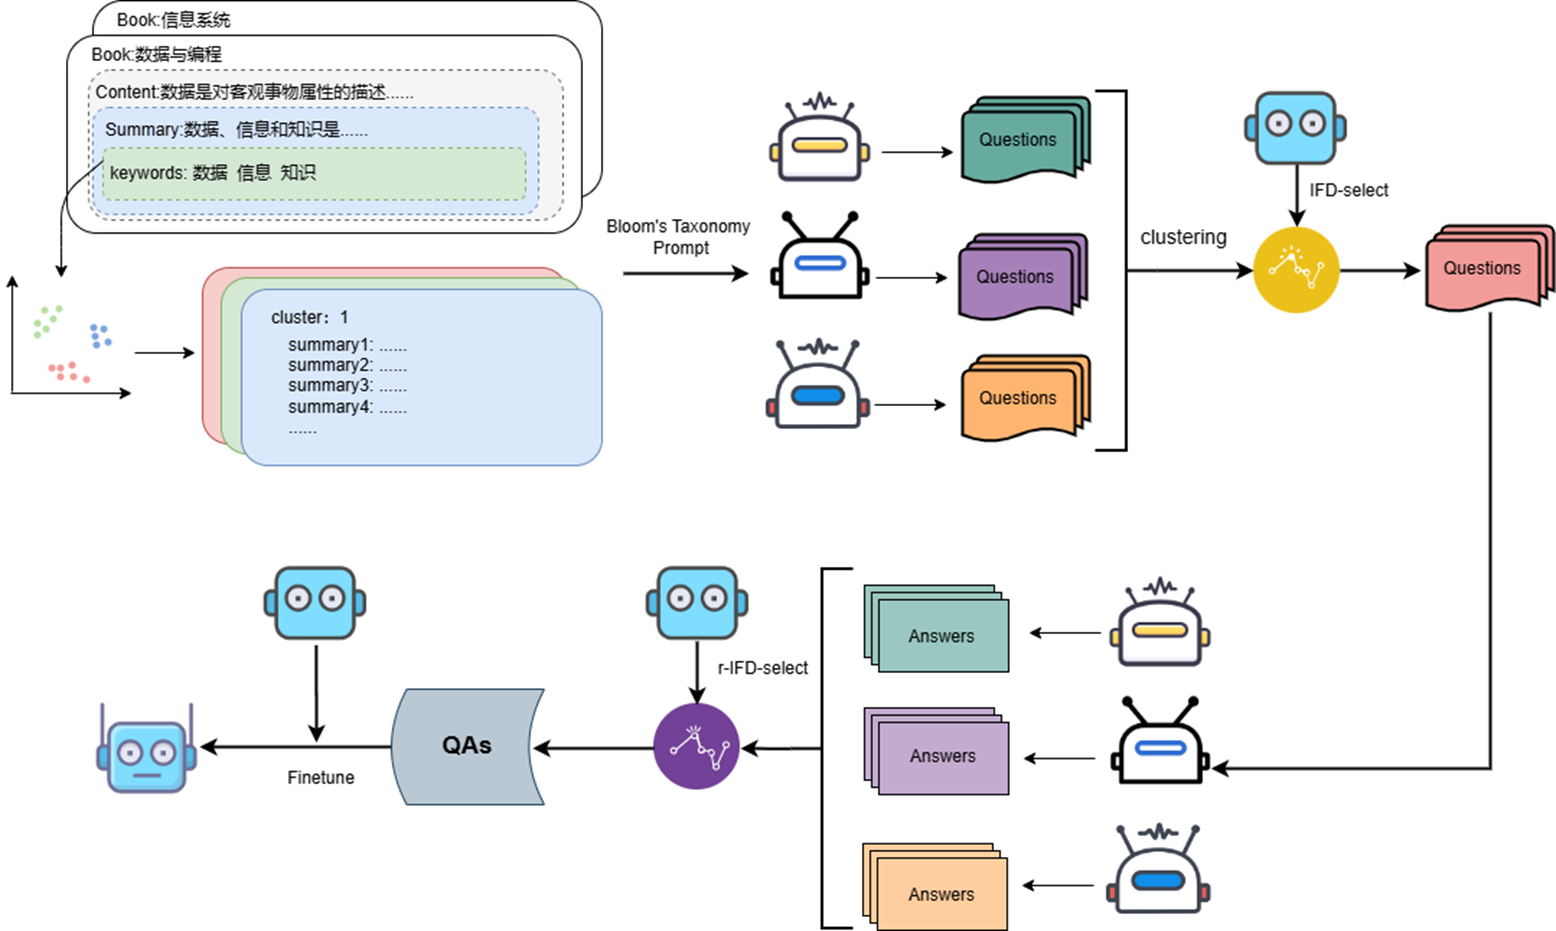 Book:信息系统
Book:数据与编程
Content:数据是对客观事物属性的描述......
Summary:数据、信息和知识是......
keywords: 数据 信息 知识
cluster：1
summary1: ......
summary2: ......
summary3: ......
summary4: ......
......
Bloom's Taxonomy
Prompt
Questions
Questions
Questions
clustering
IFD-select
Questions
Answers
Answers
Answers
r-IFD-select
QAs
Finetune